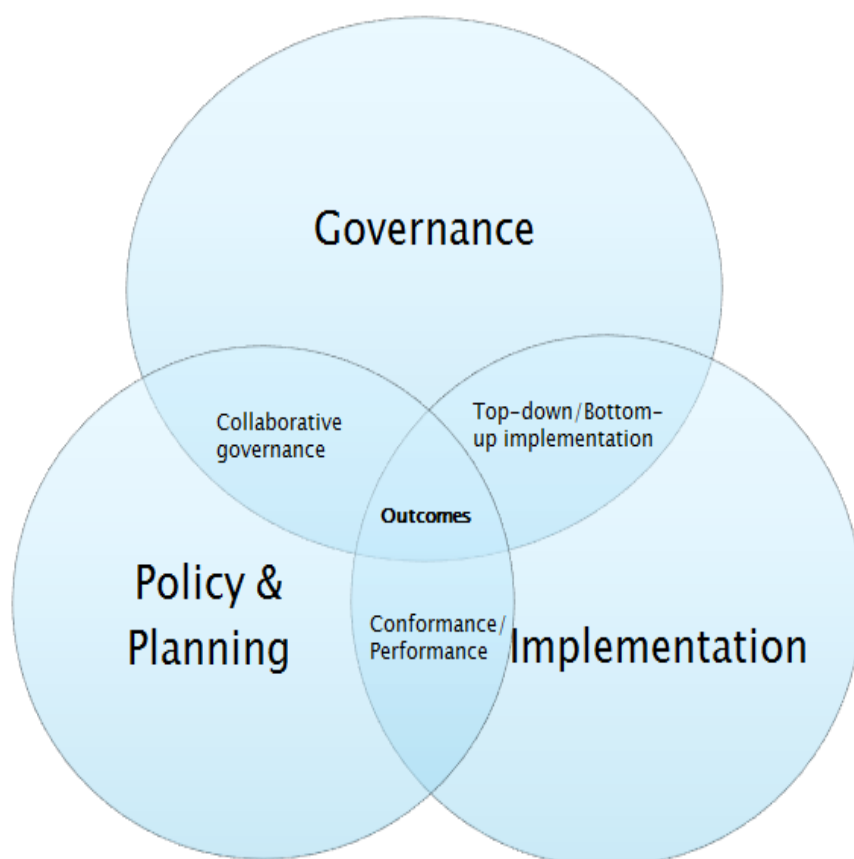 Governance
Collaborative
governance
Top-down/Bottom-
up implementation
Outcomes
Policy &
Planning
Conformance/
Performance
Implementation